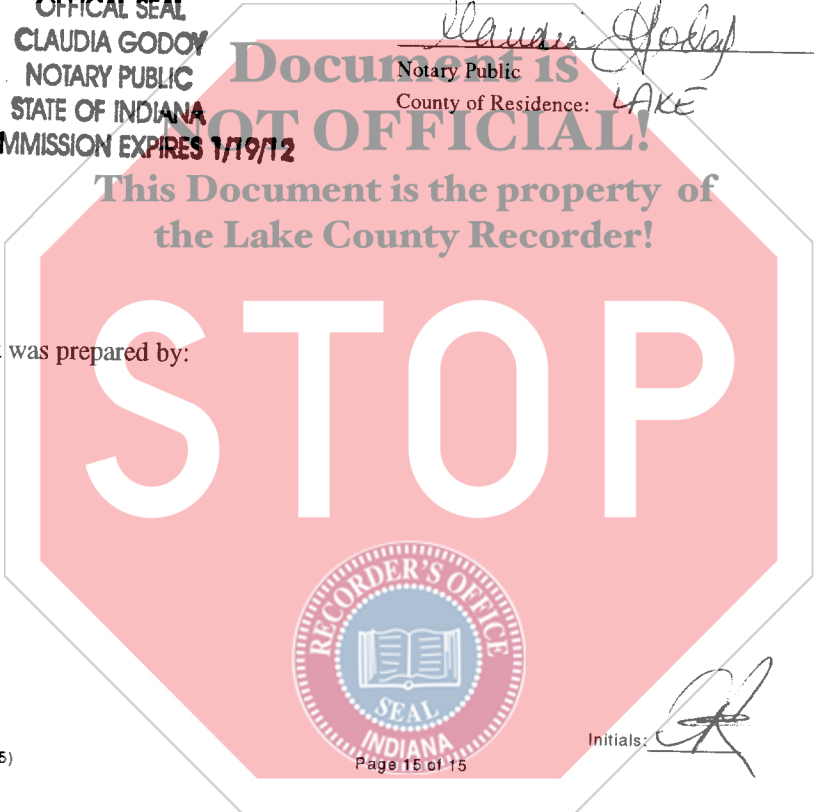 OFFICAL SEAL
CLAUDIA GODOY
NOTARY PUBLIC
STATE OF INDIANA
MMISSION EXPIRES 1/19/12
Claudia Godoy
Notary Public
County of Residence: LAKE
Document is
NOT OFFICIAL!
This Document is the property of
the Lake County Recorder!
was prepared by:
STOP
RECORDER'S OFFICE
SEAL
INDIANA
Initials:
5)
Page 15 of 15